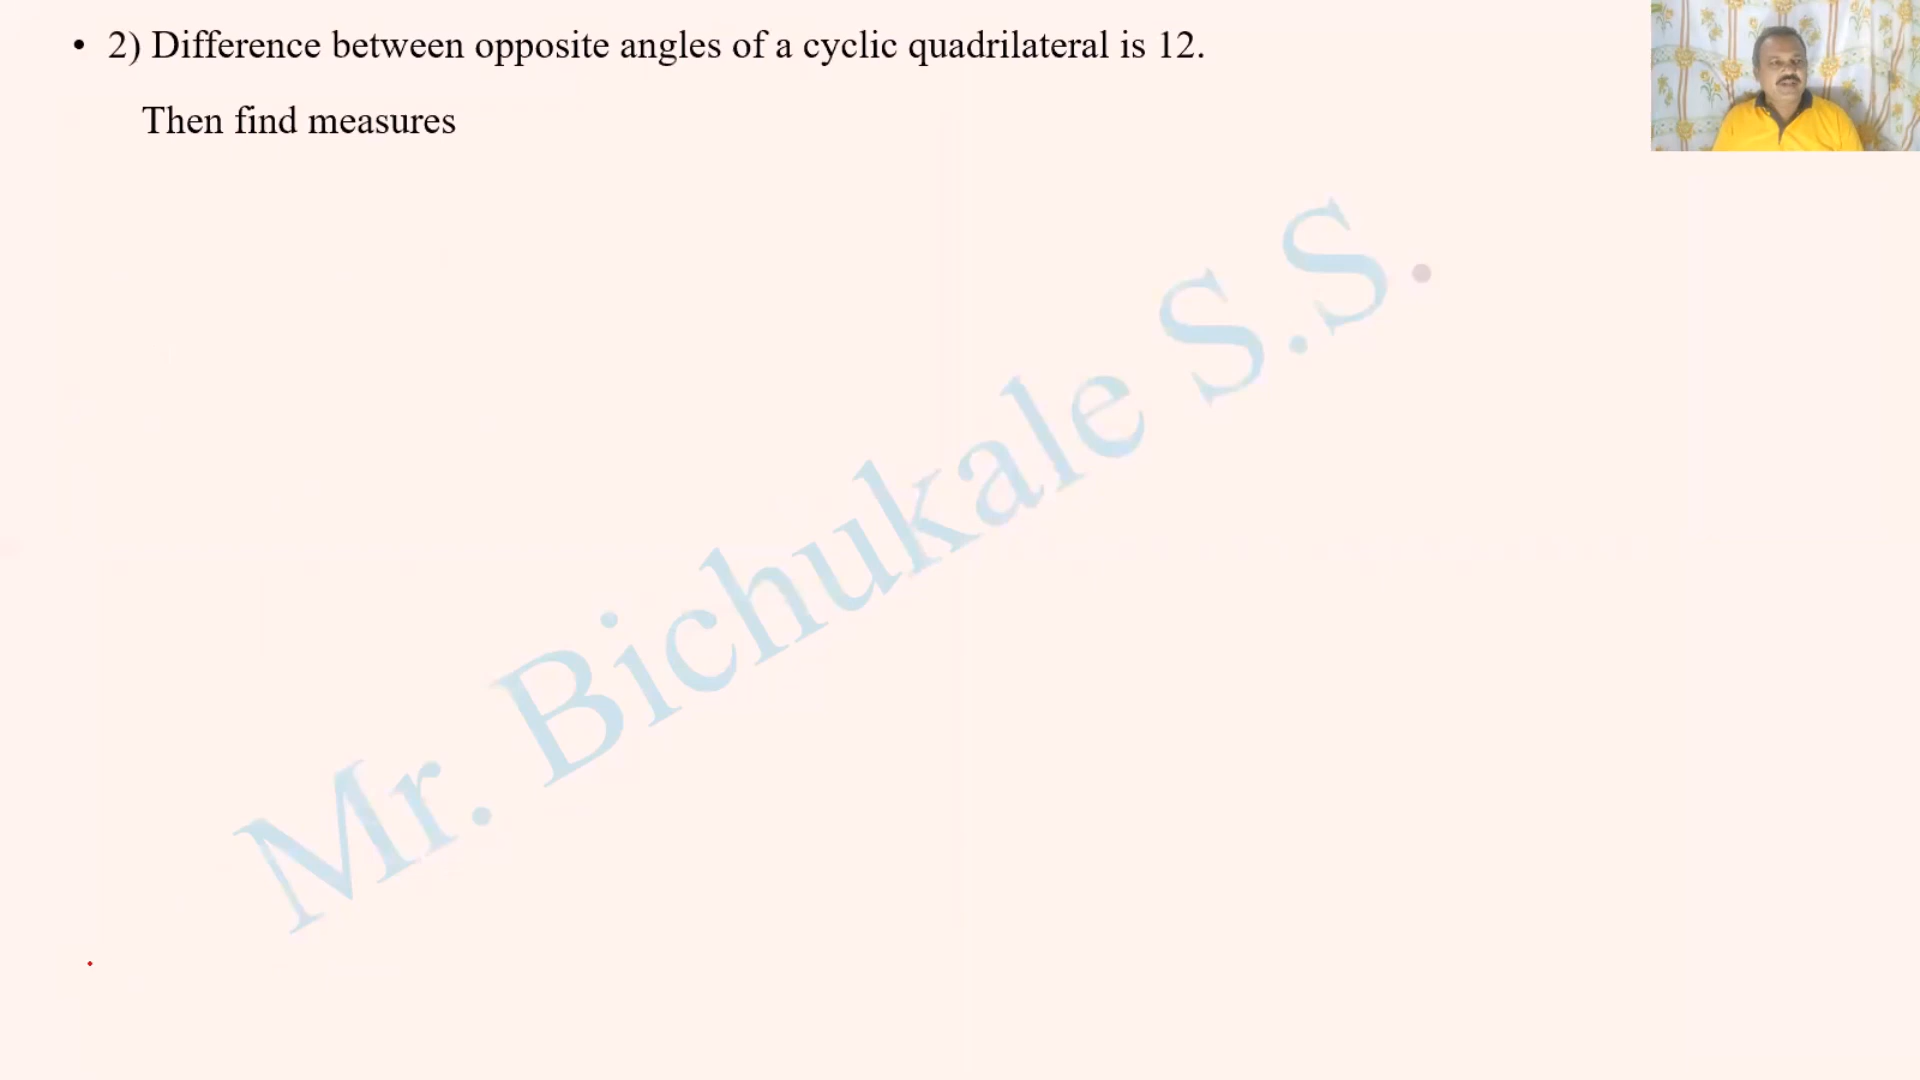 • 2) Difference between opposite angles of a cyclic quadrilateral is 12.
Then find measures
Mr. Bichukale S.S.